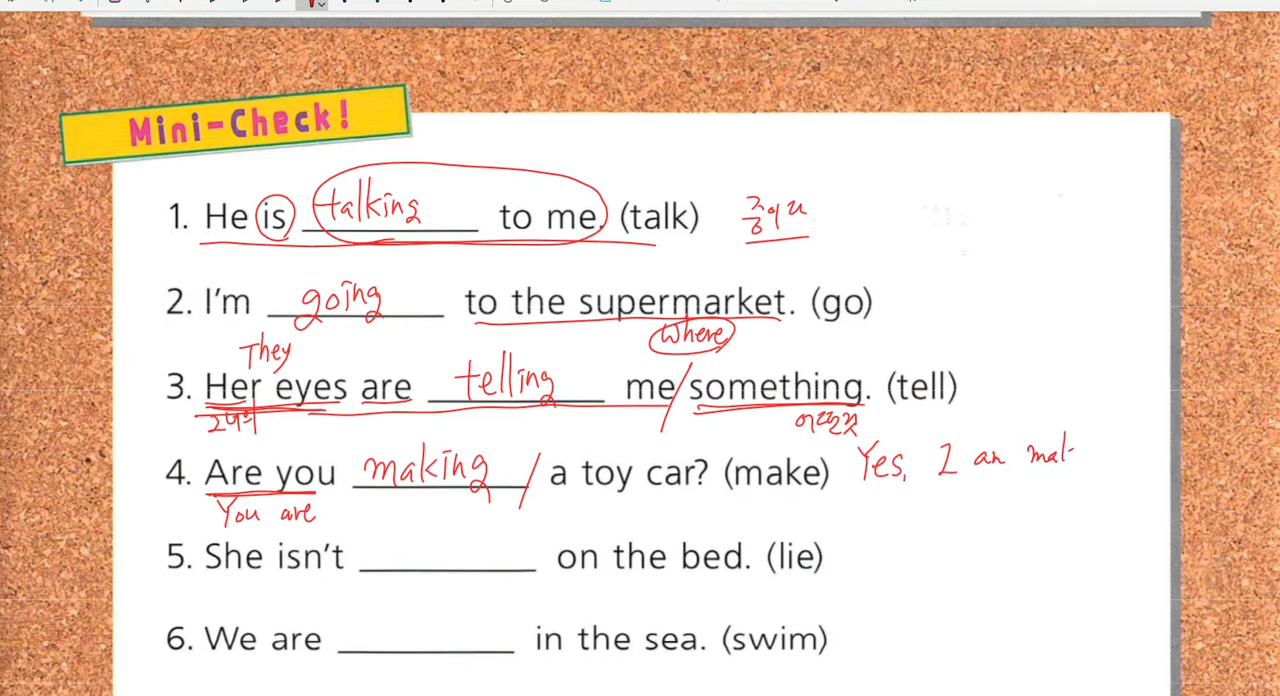 Mini-Check!
1. He is talking to me. (talk)
2. I'm going to the supermarket. (go)
where
They
3. Her eyes are telling me/something. (tell)
4. Are you making / a toy car? (make) Yes, I am mak-
You are
5. She isn't ________ on the bed. (lie)
6. We are ________ in the sea. (swim)